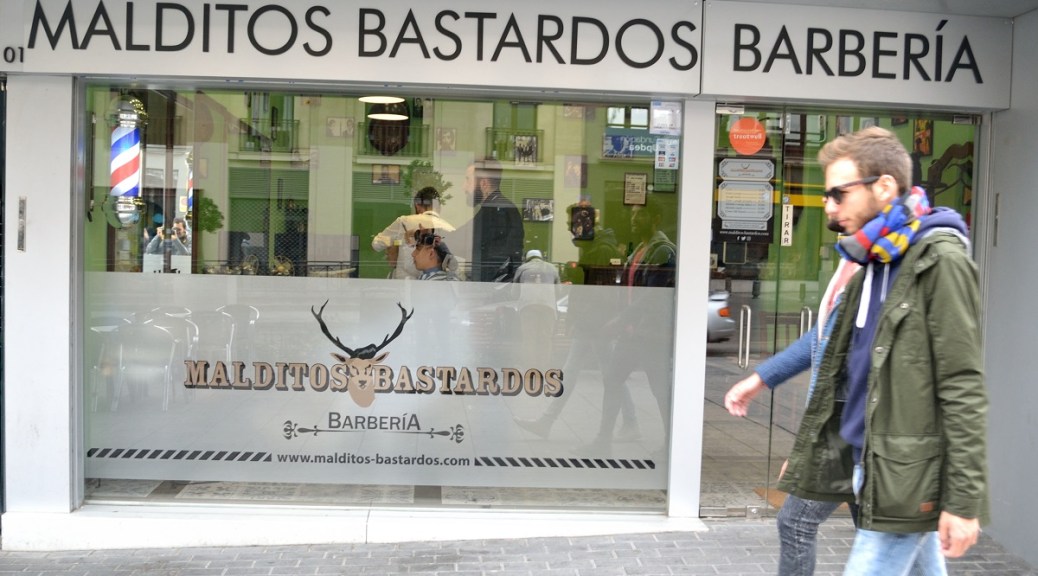 MALDITOS BASTARDOS BARBERÍA
01
MALDITOS BASTARDOS
BARBERÍA
www.malditos-bastardos.com
TIRAR